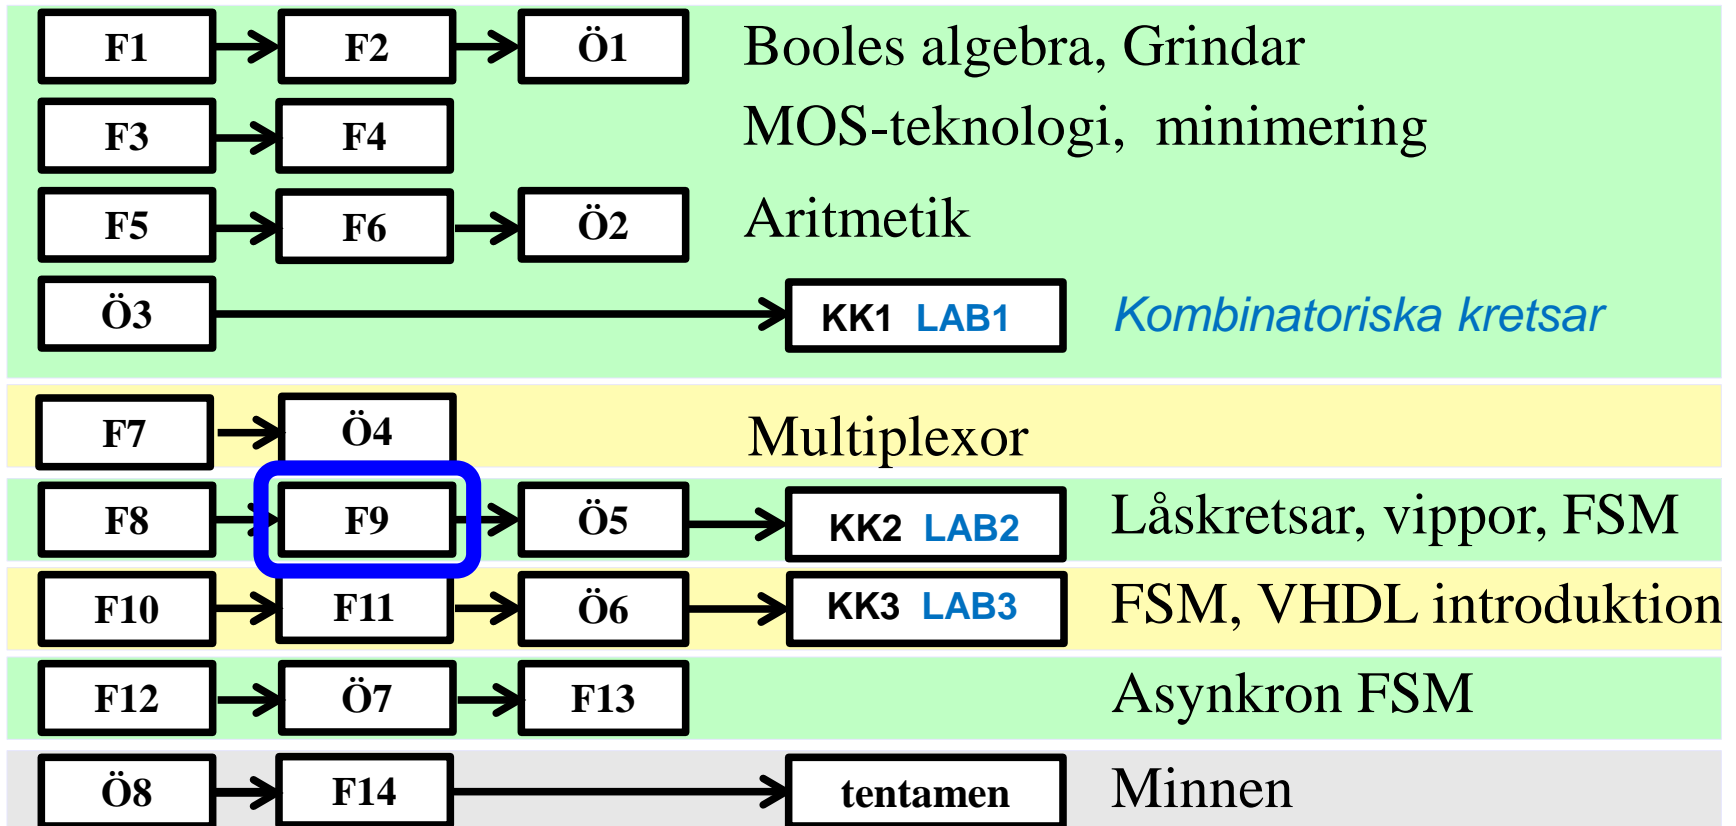 F1 F2 Ö1 Booles algebra, Grindar
F3 F4 MOS-teknologi, minimering
F5 F6 Ö2 Aritmetik
Ö3 KK1 LAB1 Kombinatoriska kretsar
F7 Ö4 Multiplexor
F8 F9 Ö5 KK2 LAB2 Låskretsar, vippor, FSM
F10 F11 Ö6 KK3 LAB3 FSM, VHDL introduktion
F12 Ö7 F13 Asynkron FSM
Ö8 F14 tentamen Minnen